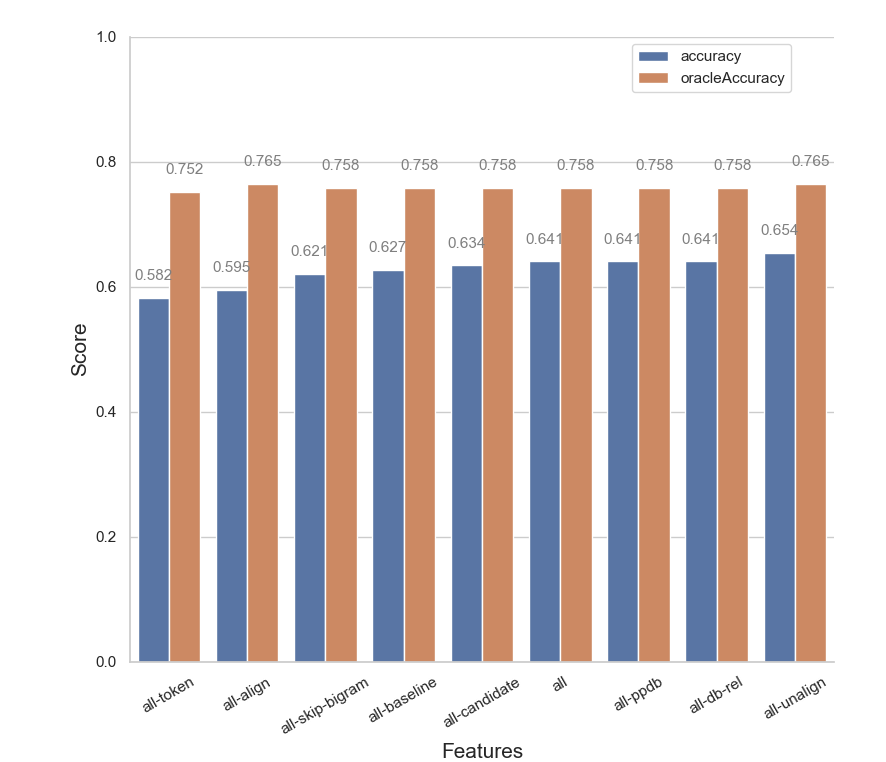 1.0
0.8
0.6
0.4
0.2
0.0
Score
accuracy
oracleAccuracy
0.752
0.765
0.758
0.758
0.758
0.758
0.758
0.758
0.765
0.582
0.595
0.621
0.627
0.634
0.641
0.641
0.641
0.654
all-token
all-align
all-skip-bigram
all-baseline
all-candidate
all
all-ppdb
all-db-rel
all-unalign
Features